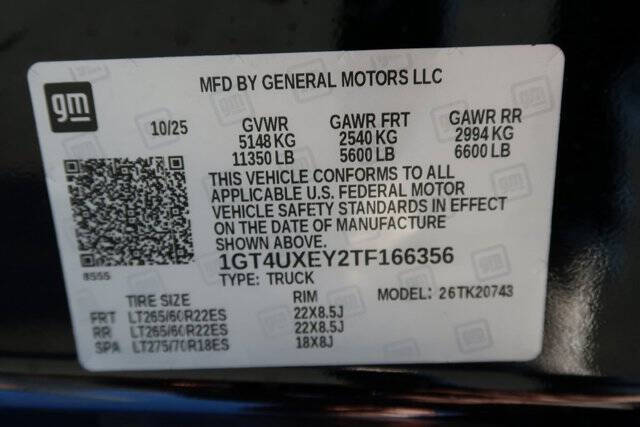 gm
MFD BY GENERAL MOTORS LLC
10/25 GVWR GAWR FRT GAWR RR
5148 KG 2540 KG 2994 KG
11350 LB 5600 LB 6600 LB
THIS VEHICLE CONFORMS TO ALL
APPLICABLE U.S. FEDERAL MOTOR
VEHICLE SAFETY STANDARDS IN EFFECT
ON THE DATE OF MANUFACTURE
SHOWN ABOVE.
8555
1GT4UXEY2TF166356
TYPE: TRUCK
TIRE SIZE RIM MODEL: 26TK20743
FRT LT265/60R22ES 22X8.5J
RR LT265/60R22ES 22X8.5J
SPA LT275/70R18ES 18X8J